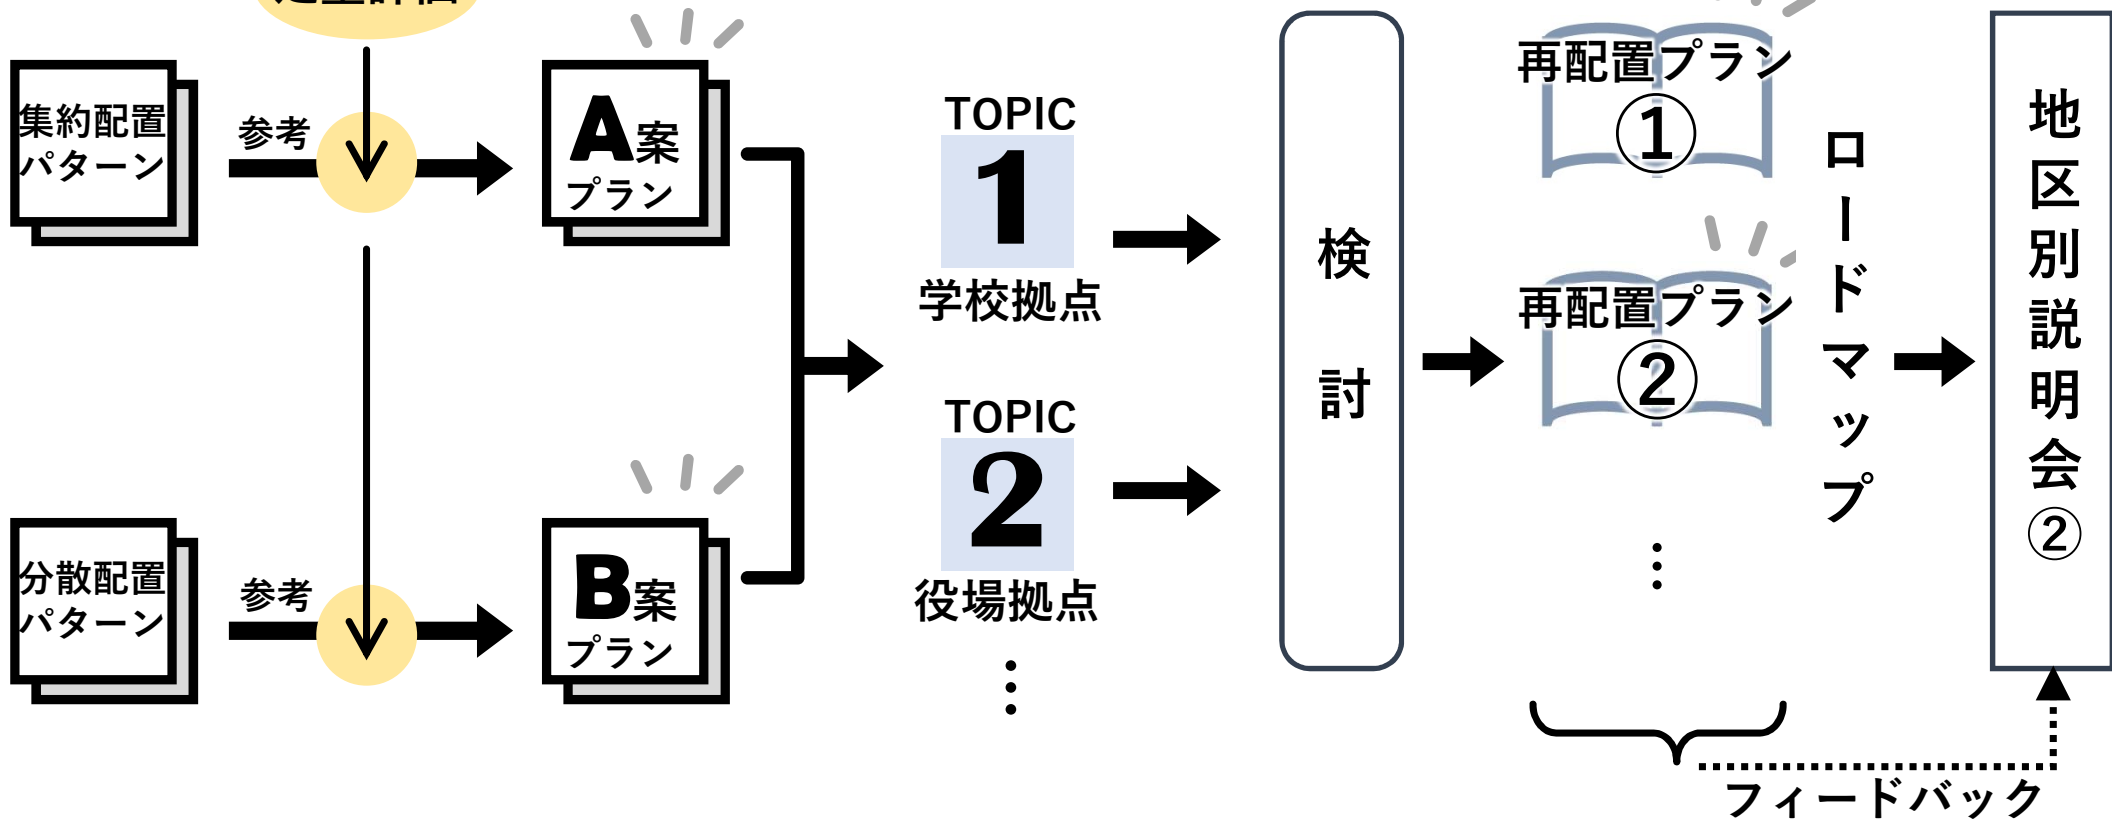 集約配置
パターン
参考
A案
プラン
分散配置
パターン
参考
B案
プラン
TOPIC
1
学校拠点
TOPIC
2
役場拠点
⋮
検討
再配置プラン
①
再配置プラン
②
⋮
ロードマップ
地区別説明会②
フィードバック